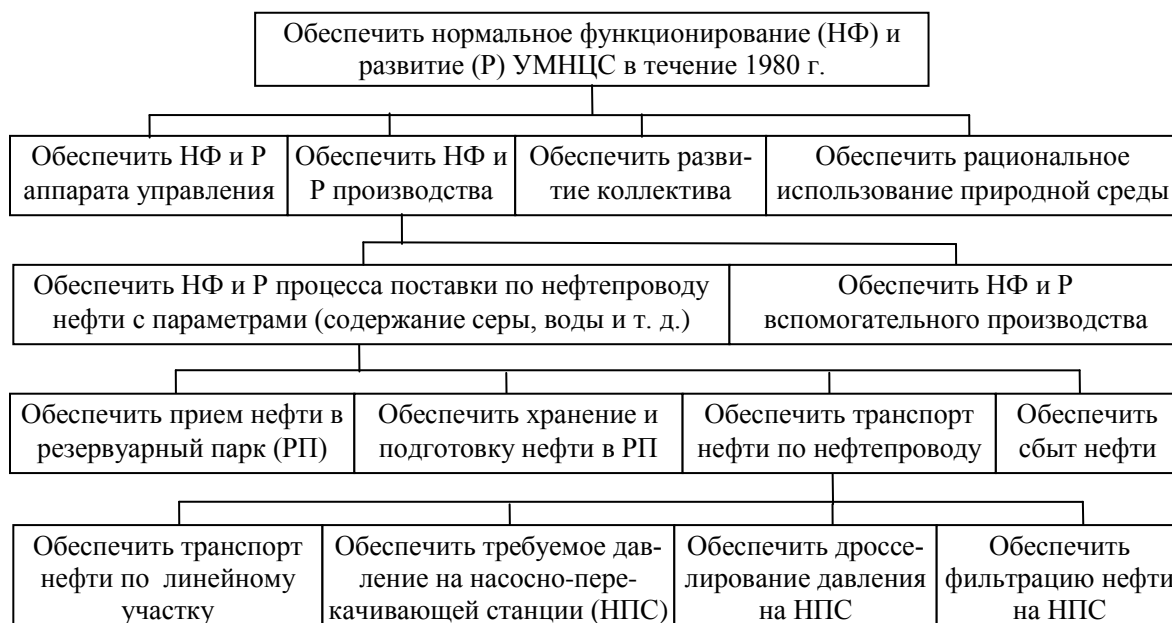 Обеспечить нормальное функционирование (НФ) и
развитие (Р) УМНЦС в течение 1980 г.
Обеспечить НФ и Р
аппарата управления
Обеспечить НФ и
Р производства
Обеспечить разви-
тие коллектива
Обеспечить рациональное
использование природной среды
Обеспечить НФ и Р процесса поставки по нефтепроводу
нефти с параметрами (содержание серы, воды и т. д.)
Обеспечить НФ и Р
вспомогательного производства
Обеспечить прием нефти в
резервуарный парк (РП)
Обеспечить хранение и
подготовку нефти в РП
Обеспечить транспорт
нефти по нефтепроводу
Обеспечить
сбыт нефти
Обеспечить транспорт
нефти по линейному
участку
Обеспечить требуемое дав-
ление на насосно-пере-
качивающей станции (НПС)
Обеспечить дроссе-
лирование давления
на НПС
Обеспечить
фильтрацию нефти
на НПС